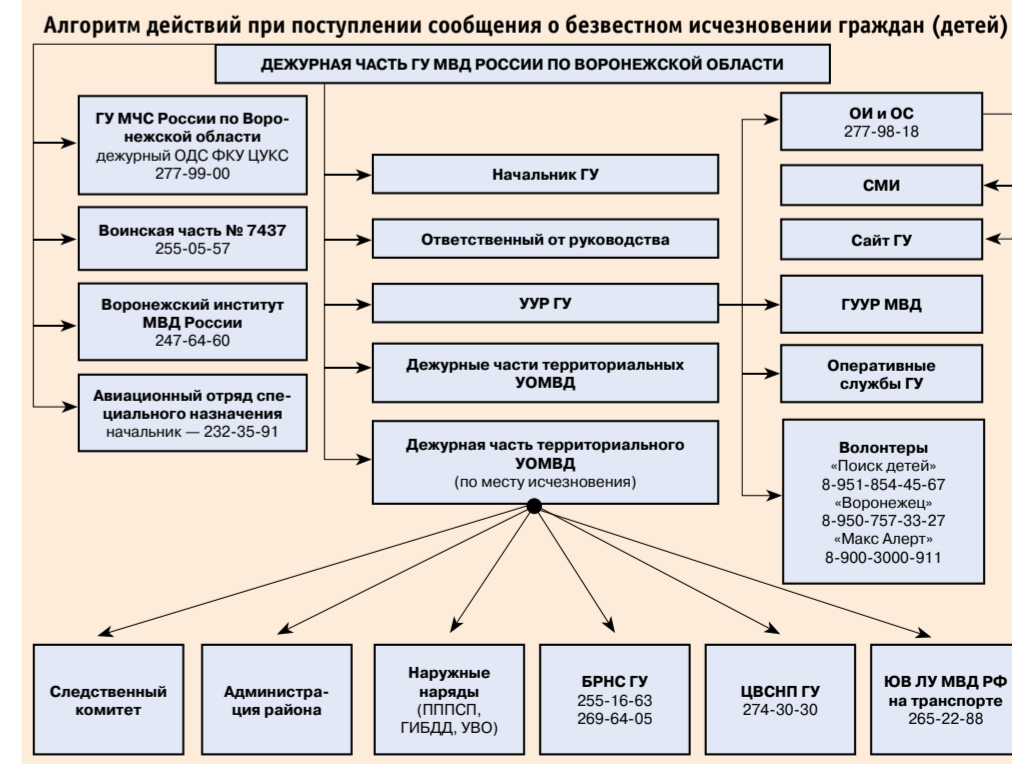 Алгоритм действий при поступлении сообщения о безвестном исчезновении граждан (детей)
ДЕЖУРНАЯ ЧАСТЬ ГУ МВД РОССИИ ПО ВОРОНЕЖСКОЙ ОБЛАСТИ
ГУ МЧС России по Воро-
нежской области
дежурный ОДС ФКУ ЦУКС
277-99-00
Воинская часть № 7437
255-05-57
Воронежский институт
МВД России
247-64-60
Авиационный отряд спе-
циального назначения
начальник — 232-35-91
Начальник ГУ
Ответственный от руководства
УУР ГУ
Дежурные части территориальных
УОМВД
Дежурная часть территориального
УОМВД
(по месту исчезновения)
ОИ и ОС
277-98-18
СМИ
Сайт ГУ
ГУУР МВД
Оперативные
службы ГУ
Волонтеры
«Поиск детей»
8-951-854-45-67
«Воронежец»
8-950-757-33-27
«Макс Алерт»
8-900-3000-911
Следственный
комитет
Администра-
ция района
Наружные
наряды
(ПППСП,
ГИБДД, УВО)
БРНС ГУ
255-16-63
269-64-05
ЦВСНП ГУ
274-30-30
ЮВ ЛУ МВД РФ
на транспорте
265-22-88